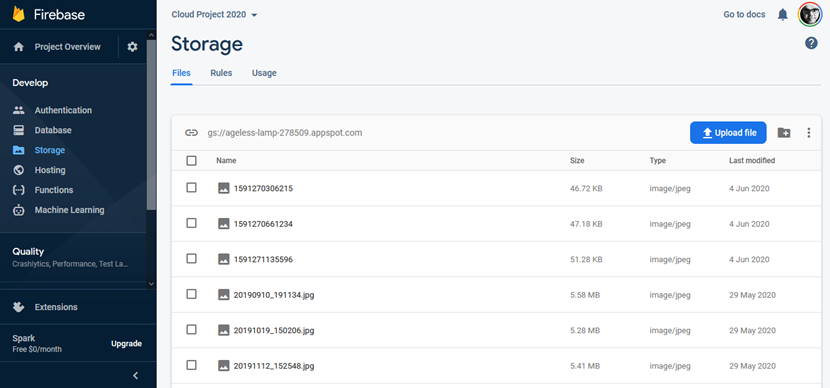 Firebase
Project Overview
Develop
Authentication
Database
Storage
Hosting
Functions
Machine Learning
Quality
Crashlytics, Performance, Test La...
Extensions
Spark
Free $0/month
Upgrade
Cloud Project 2020
Go to docs
Storage
Files Rules Usage
gs://ageless-lamp-278509.appspot.com
Upload file
Name Size Type Last modified
1591270306215 46.72 KB image/jpeg 4 Jun 2020
1591270661234 47.18 KB image/jpeg 4 Jun 2020
1591271135596 51.28 KB image/jpeg 4 Jun 2020
20190910_191134.jpg 5.58 MB image/jpeg 29 May 2020
20191019_150206.jpg 5.28 MB image/jpeg 29 May 2020
20191112_152548.jpg 5.41 MB image/jpeg 29 May 2020